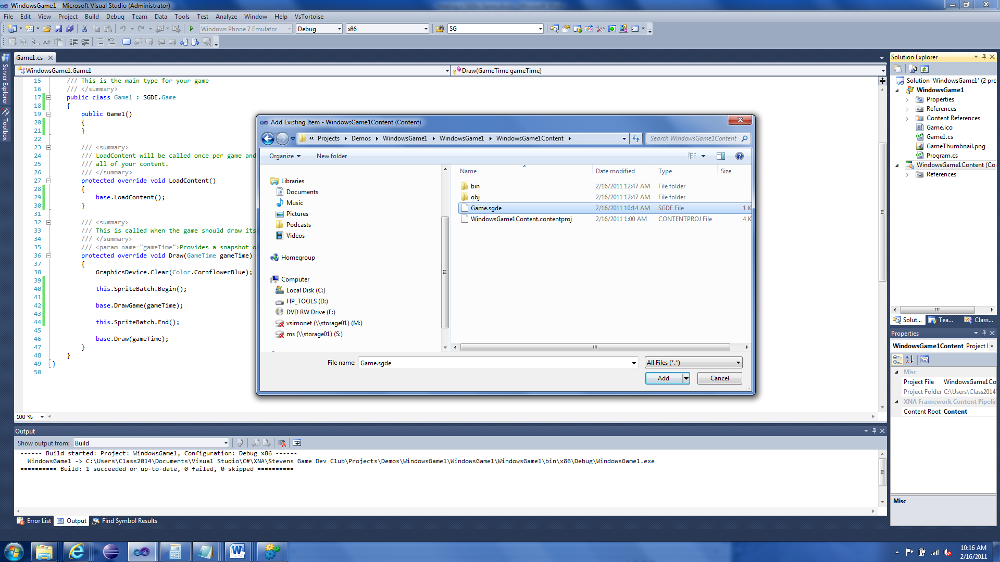 WindowsGame1 - Microsoft Visual Studio (Administrator)
File Edit View Project Build Debug Team Data Tools Test Analyze Window Help VsTortoise
Windows Phone 7 Emulator Debug x86 SG
Game1.cs
WindowsGame1.Game1 Draw(GameTime gameTime)
Server Explorer
Toolbox
15 /// This is the main type for your game
16 /// </summary>
17 public class Game1 : SGDE.Game
18 {
19 public Game1()
20 {
21 }
22
23 /// <summary>
24 /// LoadContent will be called once per game and
25 /// all of your content.
26 /// </summary>
27 protected override void LoadContent()
28 {
29 base.LoadContent();
30 }
31
32 /// <summary>
33 /// This is called when the game should draw its
34 /// </summary>
35 /// <param name="gameTime">Provides a snapshot o
36 protected override void Draw(GameTime gameTime)
37 {
38 GraphicsDevice.Clear(Color.CornflowerBlue);
39
40 this.SpriteBatch.Begin();
41
42 base.DrawGame(gameTime);
43
44 this.SpriteBatch.End();
45
46 base.Draw(gameTime);
47 }
48 }
49 }
50
100 %
Add Existing Item - WindowsGame1Content (Content)
« Projects Demos WindowsGame1 WindowsGame1 WindowsGame1Content Search WindowsGame1Content
Organize New folder
Libraries
Documents
Music
Pictures
Podcasts
Videos
Homegroup
Computer
Local Disk (C:)
HP_TOOLS (D:)
DVD RW Drive (F:)
vsimonet (\\storage01) (M:)
ms (\\storage01) (S:)
Name Date modified Type Size
bin 2/16/2011 12:47 AM File folder
obj 2/16/2011 12:47 AM File folder
Game.sgde 2/16/2011 10:14 AM SGDE File 1 K
WindowsGame1Content.contentproj 2/16/2011 1:00 AM CONTENTPROJ File 4 K
File name: Game.sgde All Files (*.*)
Add Cancel
Solution Explorer
Solution 'WindowsGame1' (2 pro
WindowsGame1
Properties
References
Content References
Game.ico
Game1.cs
GameThumbnail.png
Program.cs
WindowsGame1Content (Co
References
Solut... Tea... Class...
Properties
WindowsGame1Content Project
Misc
Project File WindowsGame1Co
Project Folder C:\Users\Class2014\
XNA Framework Content Pipelin
Content Root Content
Misc
Output
Show output from: Build
------ Build started: Project: WindowsGame1, Configuration: Debug x86 ------
WindowsGame1 -> C:\Users\Class2014\Documents\Visual Studio\C#\XNA\Stevens Game Dev Club\Projects\Demos\WindowsGame1\WindowsGame1\WindowsGame1\bin\x86\Debug\WindowsGame1.exe
========== Build: 1 succeeded or up-to-date, 0 failed, 0 skipped ==========
Error List Output Find Symbol Results
10:16 AM
2/16/2011